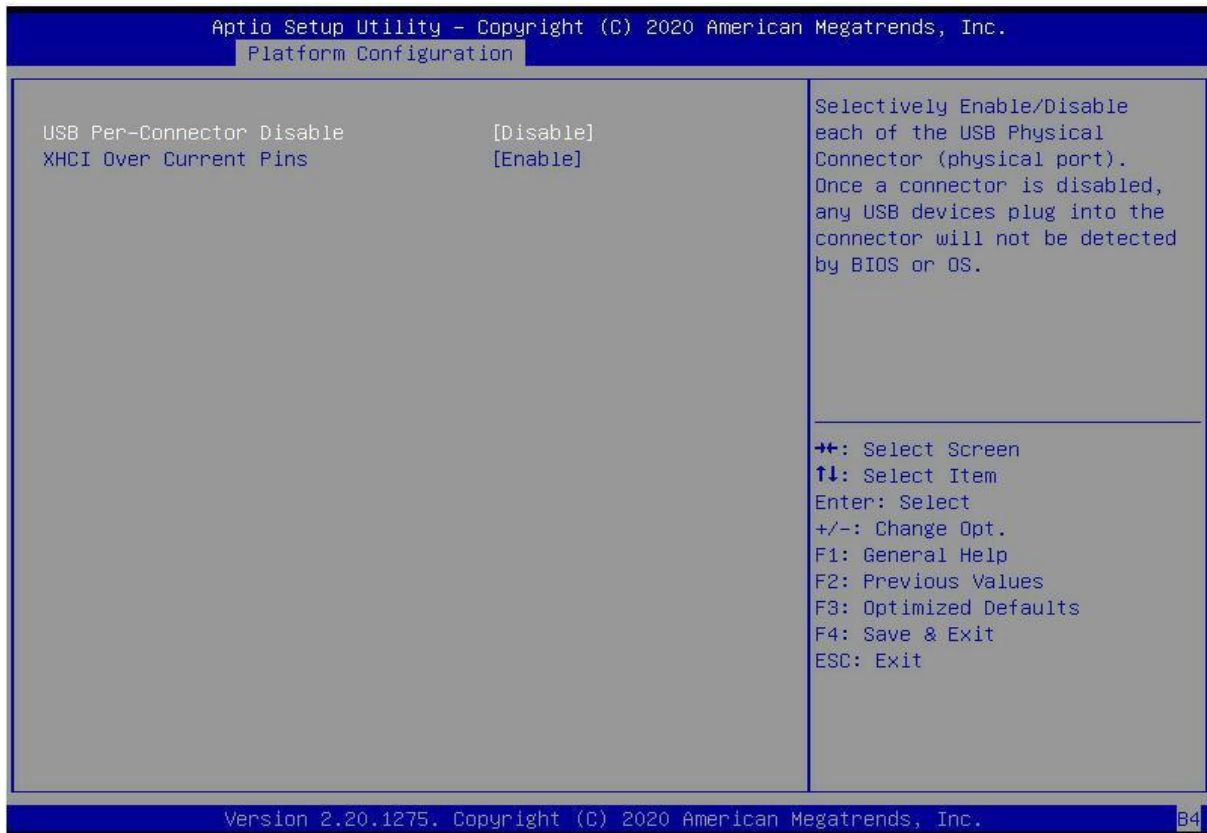 Aptio Setup Utility – Copyright (C) 2020 American Megatrends, Inc.
Platform Configuration
USB Per-Connector Disable [Disable]
XHCI Over Current Pins [Enable]
Selectively Enable/Disable
each of the USB Physical
Connector (physical port).
Once a connector is disabled,
any USB devices plug into the
connector will not be detected
by BIOS or OS.
→←: Select Screen
↑↓: Select Item
Enter: Select
+/-: Change Opt.
F1: General Help
F2: Previous Values
F3: Optimized Defaults
F4: Save & Exit
ESC: Exit
Version 2.20.1275. Copyright (C) 2020 American Megatrends, Inc.
B4